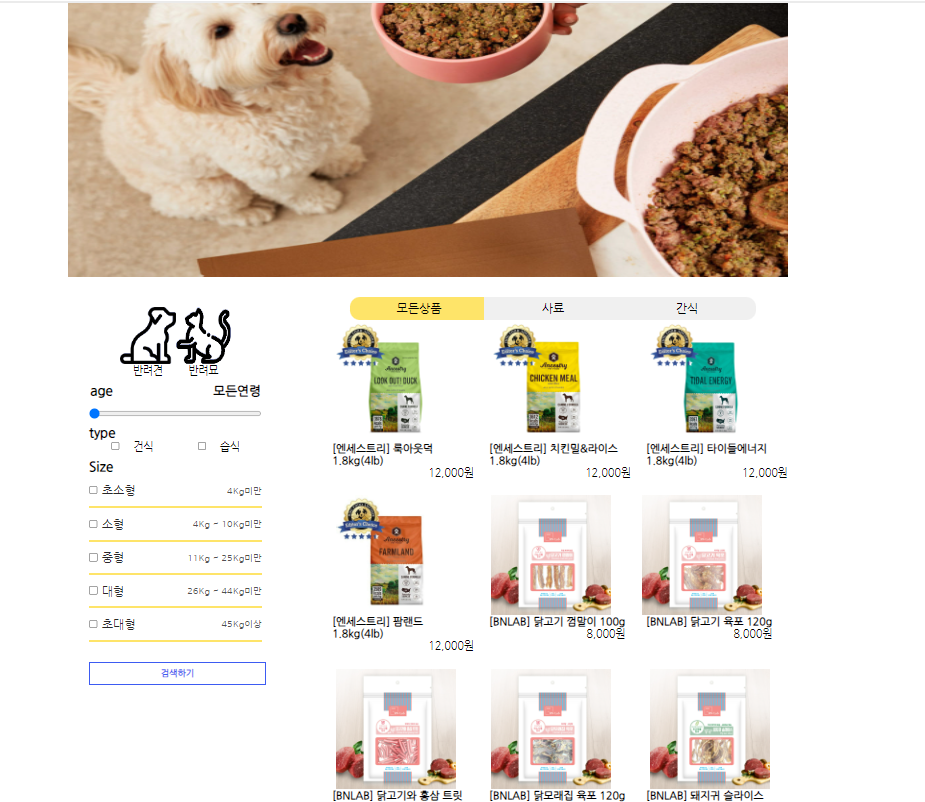 모든상품
사료
간식
반려견
반려묘
age
모든연령
type
건식
습식
Size
초소형
4Kg미만
소형
4Kg ~ 10Kg미만
중형
11Kg ~ 25Kg미만
대형
26Kg ~ 44Kg미만
초대형
45Kg이상
검색하기
Ancestry
LOOK OUT! DUCK
[엔세스트리] 룩아웃덕
1.8kg(4lb)
12,000원
Ancestry
CHICKEN MEAL
[엔세스트리] 치킨밀&라이스
1.8kg(4lb)
12,000원
Ancestry
TIDAL ENERGY
[엔세스트리] 타이들에너지
1.8kg(4lb)
12,000원
Ancestry
FARMLAND
[엔세스트리] 팜랜드
1.8kg(4lb)
12,000원
[BNLAB] 닭고기 껌말이 100g
8,000원
[BNLAB] 닭고기 육포 120g
8,000원
[BNLAB] 닭고기와 홍삼 트릿
[BNLAB] 닭모래집 육포 120g
[BNLAB] 돼지귀 슬라이스